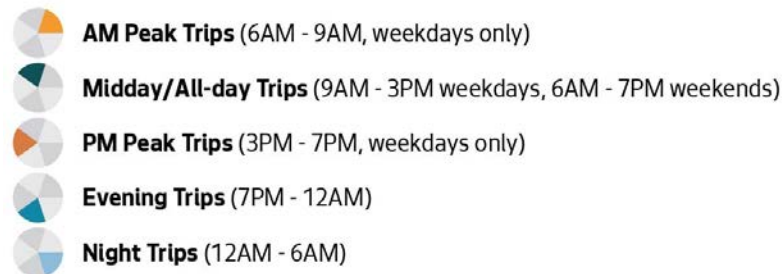 AM Peak Trips (6AM - 9AM, weekdays only)
Midday/All-day Trips (9AM - 3PM weekdays, 6AM - 7PM weekends)
PM Peak Trips (3PM - 7PM, weekdays only)
Evening Trips (7PM - 12AM)
Night Trips (12AM - 6AM)